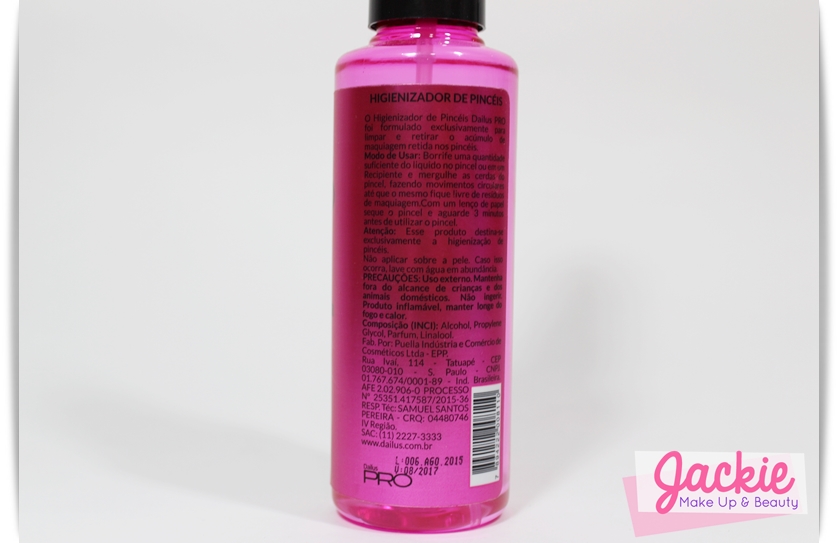 HIGIENIZADOR DE PINCÉIS
O Higienizador de Pincéis Dailus PRO
foi formulado exclusivamente para
limpar e retirar o acúmulo de
maquiagem retida nos pincéis.
Modo de Usar: Borrife uma quantidade
suficiente do líquido no pincel ou em um
Recipiente e mergulhe as cerdas do
pincel, fazendo movimentos circulares
até que o mesmo fique livre de resíduos
de maquiagem.Com um lenço de papel
seque o pincel e aguarde 3 minutos
antes de utilizar o pincel.
Atenção: Esse produto destina-se
exclusivamente a higienização de
pincéis.
Não aplicar sobre a pele. Caso isso
ocorra, lave com água em abundância.
PRECAUÇÕES: Uso externo. Mantenha
fora do alcance de crianças e dos
animais domésticos. Não ingerir.
Produto inflamável, manter longe do
fogo e calor.
Composição (INCI): Alcohol, Propylene
Glycol, Parfum, Linalool.
Fab. Por: Puella Indústria e Comércio de
Cosméticos Ltda - EPP.
Rua Ivaí, 114 - Tatuapé - CEP
03080-010 - S. Paulo - CNPJ
01.767.674/0001-89 - Ind. Brasileira
AFE 2.02.906-0 PROCESSO
Nº 25351.417587/2015-36
RESP. Téc: SAMUEL SANTOS
PEREIRA - CRQ: 04480746
IV Região.
SAC: (11) 2227-3333
www.dailus.com.br
L:006.AGO.2015
V:08/2017
Dailus
PRO
Jackie
Make Up & Beauty